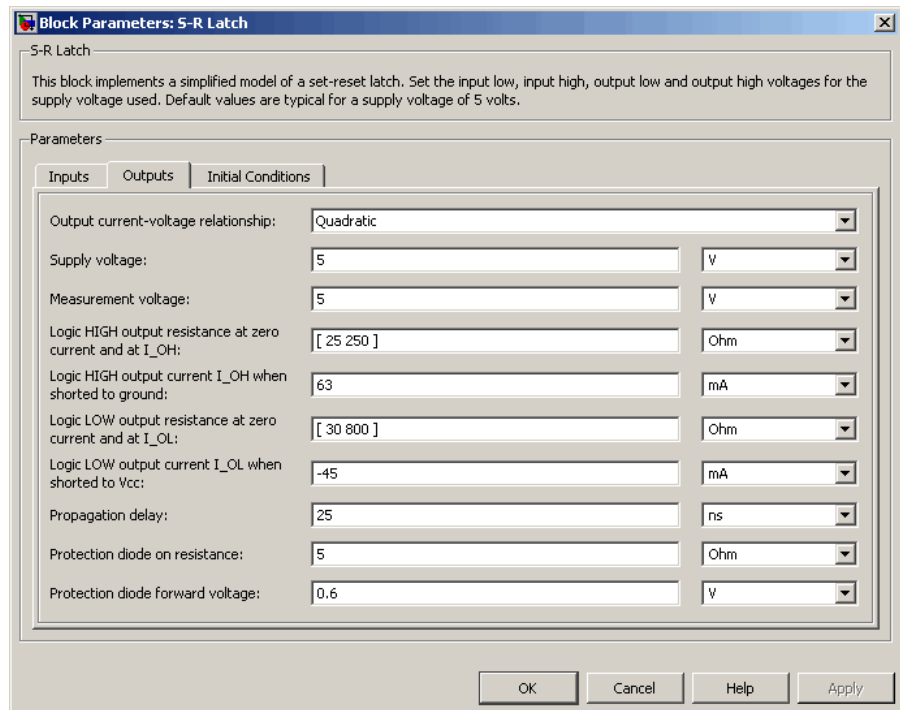 Block Parameters: S-R Latch
S-R Latch
This block implements a simplified model of a set-reset latch. Set the input low, input high, output low and output high voltages for the
supply voltage used. Default values are typical for a supply voltage of 5 volts.
Parameters
Inputs Outputs Initial Conditions
Output current-voltage relationship: Quadratic
Supply voltage: 5 V
Measurement voltage: 5 V
Logic HIGH output resistance at zero
current and at I_OH: [ 25 250 ] Ohm
Logic HIGH output current I_OH when
shorted to ground: 63 mA
Logic LOW output resistance at zero
current and at I_OL: [ 30 800 ] Ohm
Logic LOW output current I_OL when
shorted to Vcc: -45 mA
Propagation delay: 25 ns
Protection diode on resistance: 5 Ohm
Protection diode forward voltage: 0.6 V
OK Cancel Help Apply